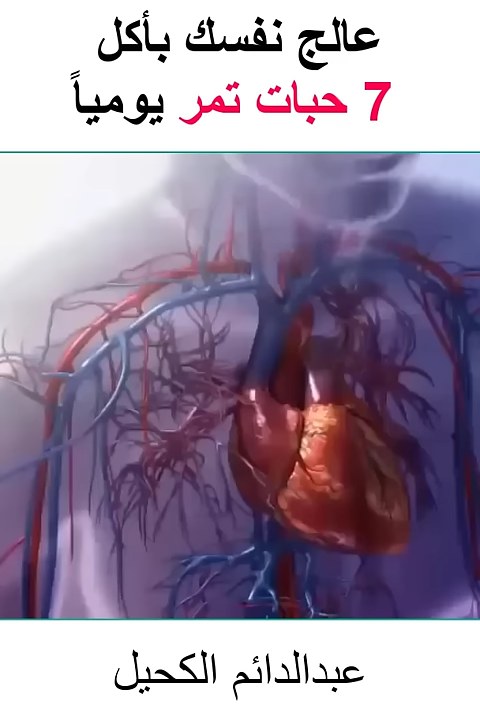 عالج نفسك بأكل
7 حبات تمر يومياً
عبدالدائم الكحيل